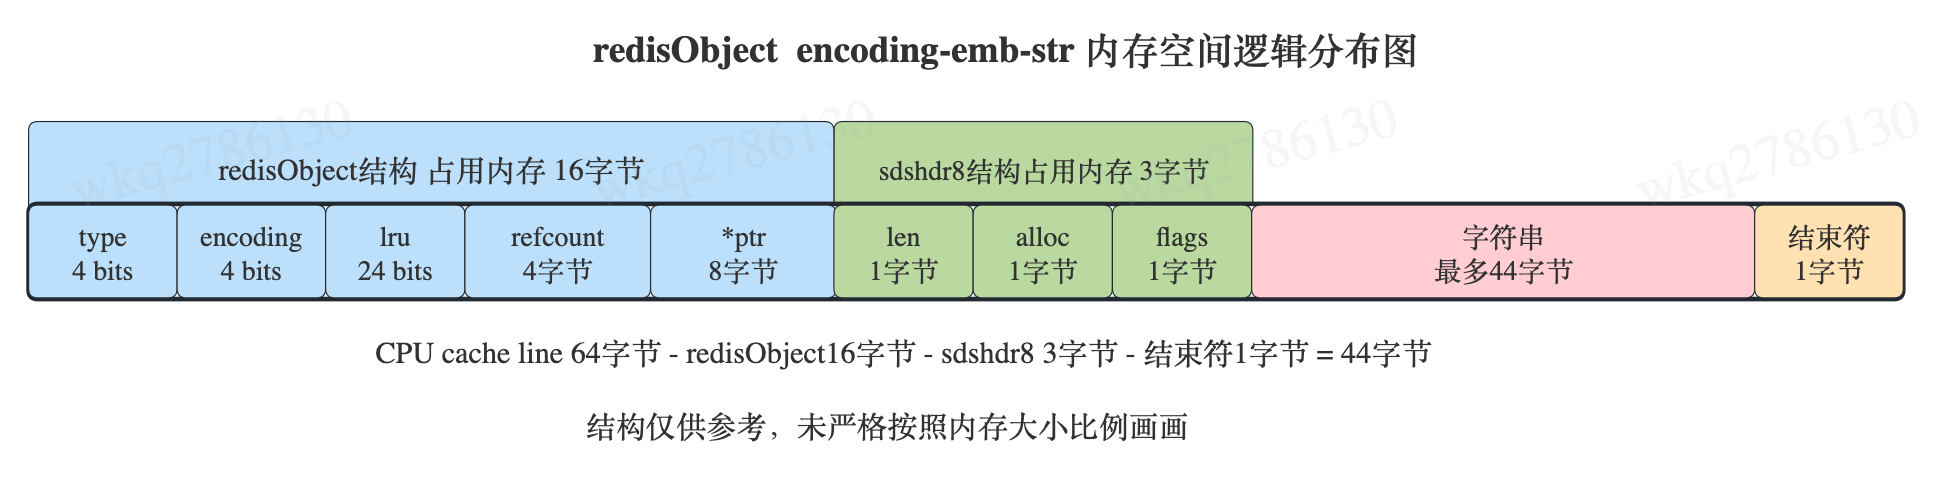 redisObject encoding-emb-str 内存空间逻辑分布图
wkq2786130 wkq2786130 wkq2786130 wkq2786130
redisObject结构 占用内存 16字节 sdshdr8结构占用内存 3字节
type encoding lru refcount *ptr len alloc flags 字符串 结束符
4 bits 4 bits 24 bits 4字节 8字节 1字节 1字节 1字节 最多44字节 1字节
CPU cache line 64字节 - redisObject16字节 - sdshdr8 3字节 - 结束符1字节 = 44字节
结构仅供参考，未严格按照内存大小比例画画